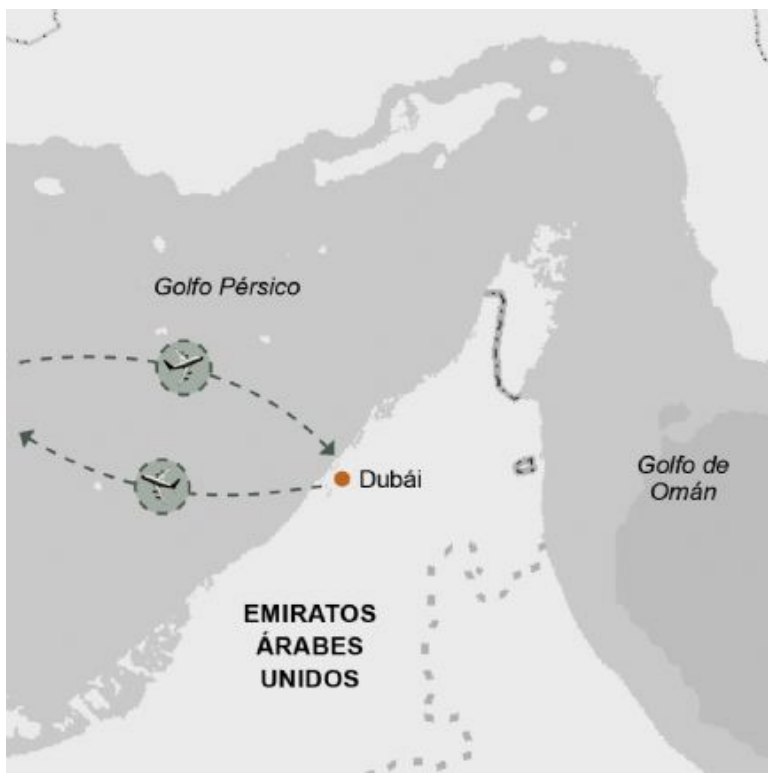 Golfo Pérsico
Dubái
Golfo de
Omán
EMIRATOS
ÁRABES
UNIDOS